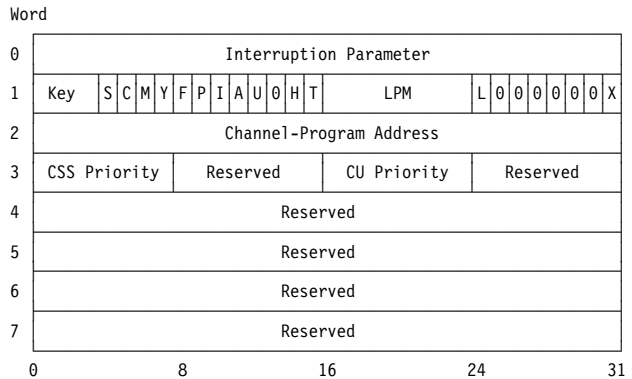 Word
0 Interruption Parameter
1 Key S C M Y F P I A U 0 H T LPM L 0 0 0 0 0 0 X
2 Channel-Program Address
3 CSS Priority Reserved CU Priority Reserved
4 Reserved
5 Reserved
6 Reserved
7 Reserved
0 8 16 24 31